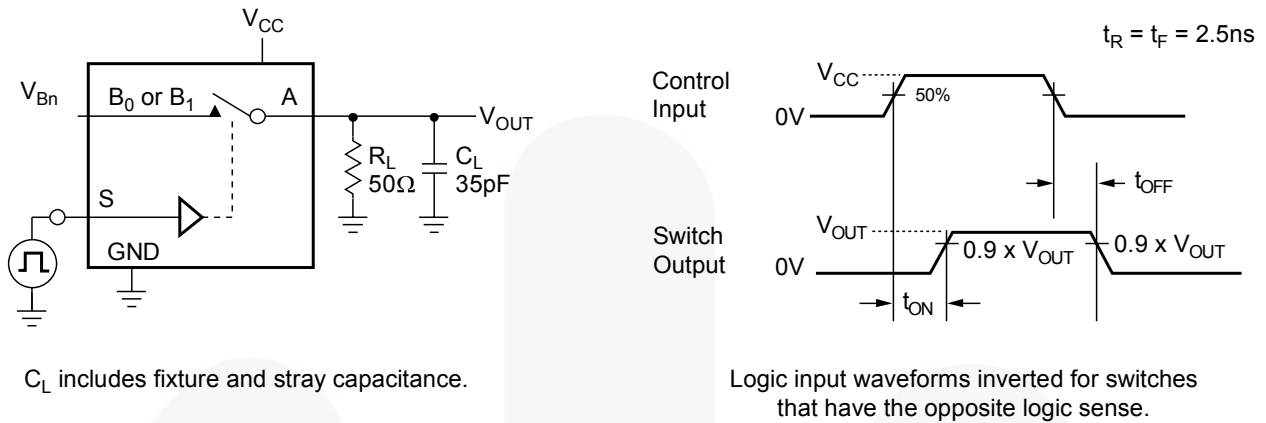 V_CC
V_Bn
B_0 or B_1
A
V_OUT
R_L
50Ω
C_L
35pF
S
GND
C_L includes fixture and stray capacitance.
t_R = t_F = 2.5ns
Control
Input
V_CC
50%
0V
t_OFF
Switch
Output
V_OUT
0.9 x V_OUT
0.9 x V_OUT
0V
t_ON
Logic input waveforms inverted for switches
that have the opposite logic sense.